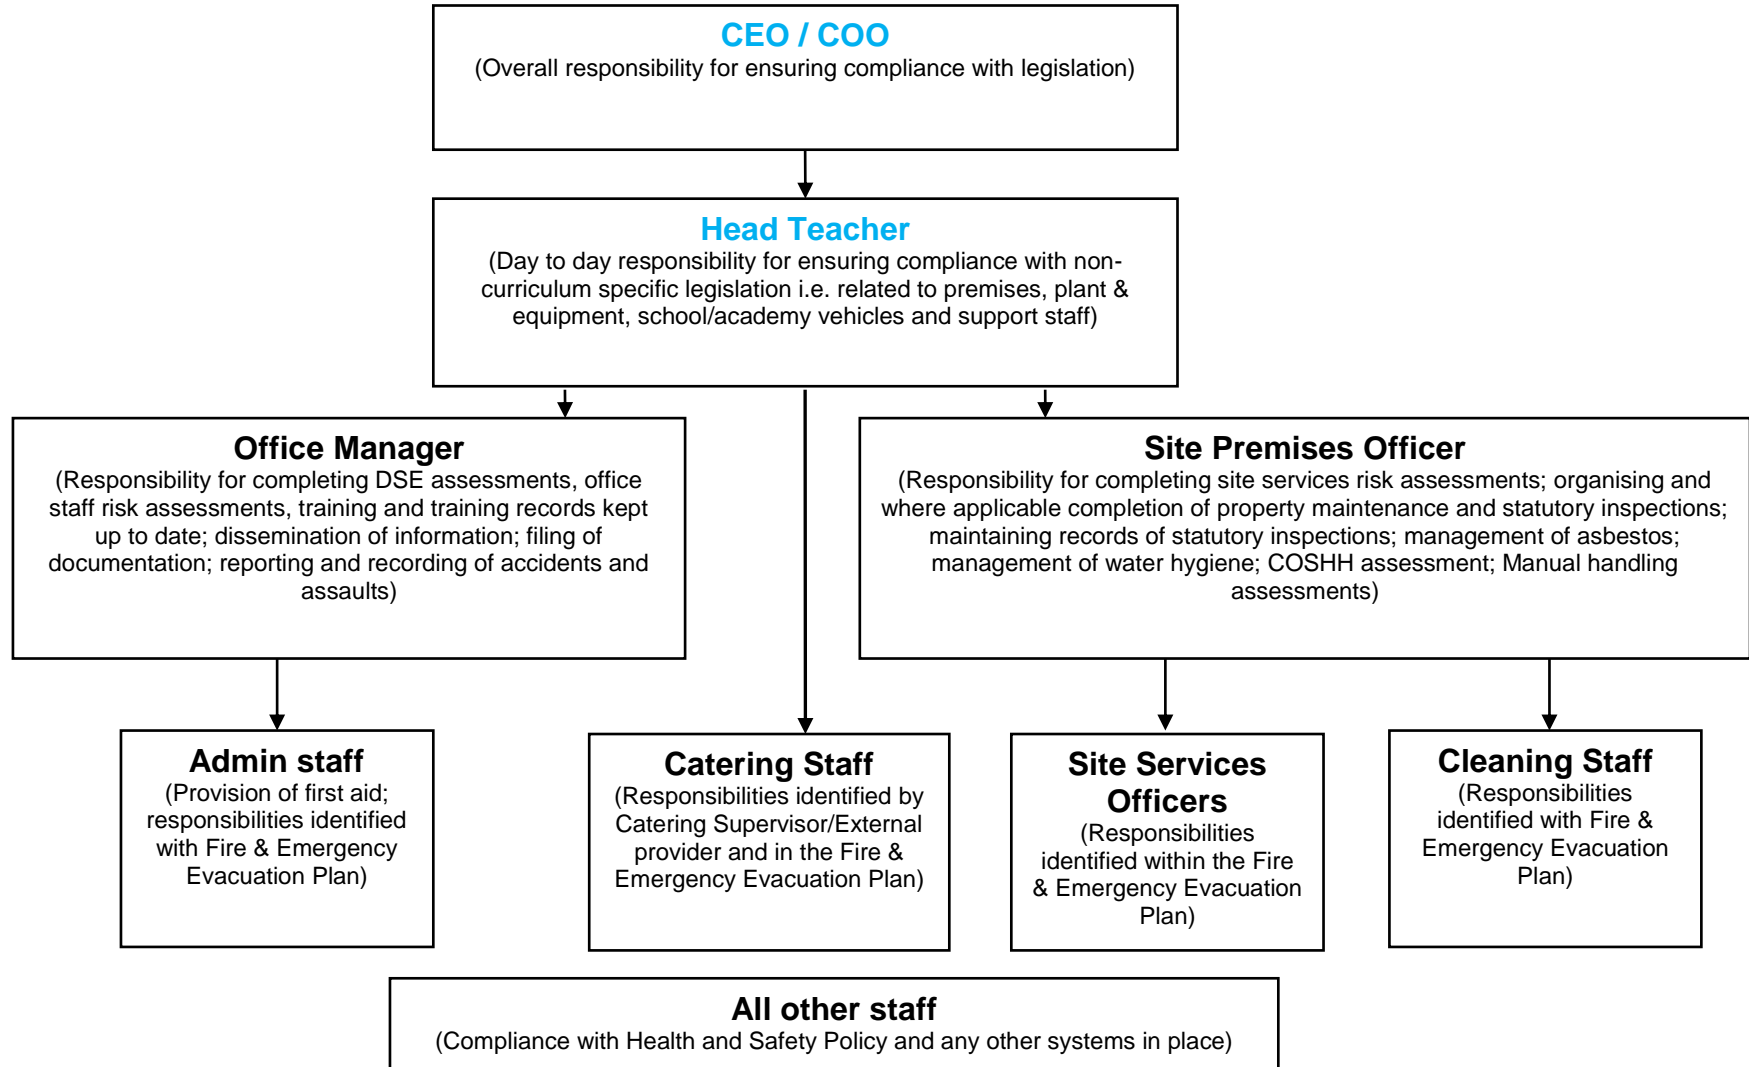 CEO / COO
(Overall responsibility for ensuring compliance with legislation)
Head Teacher
(Day to day responsibility for ensuring compliance with non-
curriculum specific legislation i.e. related to premises, plant &
equipment, school/academy vehicles and support staff)
Office Manager
(Responsibility for completing DSE assessments, office
staff risk assessments, training and training records kept
up to date; dissemination of information; filing of
documentation; reporting and recording of accidents and
assaults)
Site Premises Officer
(Responsibility for completing site services risk assessments; organising and
where applicable completion of property maintenance and statutory inspections;
maintaining records of statutory inspections; management of asbestos;
management of water hygiene; COSHH assessment; Manual handling
assessments)
Admin staff
(Provision of first aid;
responsibilities identified
with Fire & Emergency
Evacuation Plan)
Catering Staff
(Responsibilities identified by
Catering Supervisor/External
provider and in the Fire &
Emergency Evacuation Plan)
Site Services
Officers
(Responsibilities
identified within the Fire
& Emergency Evacuation
Plan)
Cleaning Staff
(Responsibilities
identified with Fire &
Emergency Evacuation
Plan)
All other staff
(Compliance with Health and Safety Policy and any other systems in place)